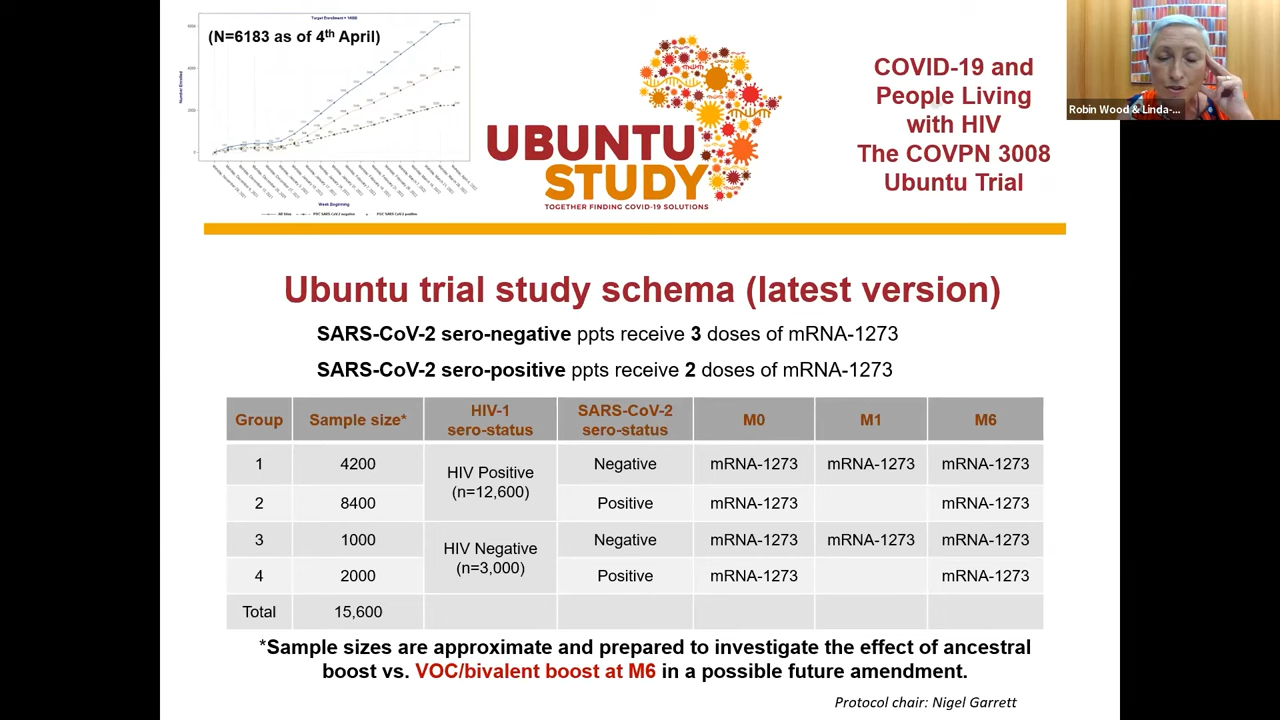 (N=6183 as of 4th April)
Number Enrolled
Week Beginning
UBUNTU
STUDY
TOGETHER FINDING COVID-19 SOLUTIONS
COVID-19 and
People Living
with HIV
The COVPN 3008
Ubuntu Trial
Robin Wood & Linda-...
Ubuntu trial study schema (latest version)
SARS-CoV-2 sero-negative ppts receive 3 doses of mRNA-1273
SARS-CoV-2 sero-positive ppts receive 2 doses of mRNA-1273
Group Sample size* HIV-1 sero-status SARS-CoV-2 sero-status M0 M1 M6
1 4200 HIV Positive (n=12,600) Negative mRNA-1273 mRNA-1273 mRNA-1273
2 8400 Positive mRNA-1273 mRNA-1273
3 1000 HIV Negative (n=3,000) Negative mRNA-1273 mRNA-1273 mRNA-1273
4 2000 Positive mRNA-1273 mRNA-1273
Total 15,600
*Sample sizes are approximate and prepared to investigate the effect of ancestral
boost vs. VOC/bivalent boost at M6 in a possible future amendment.
Protocol chair: Nigel Garrett